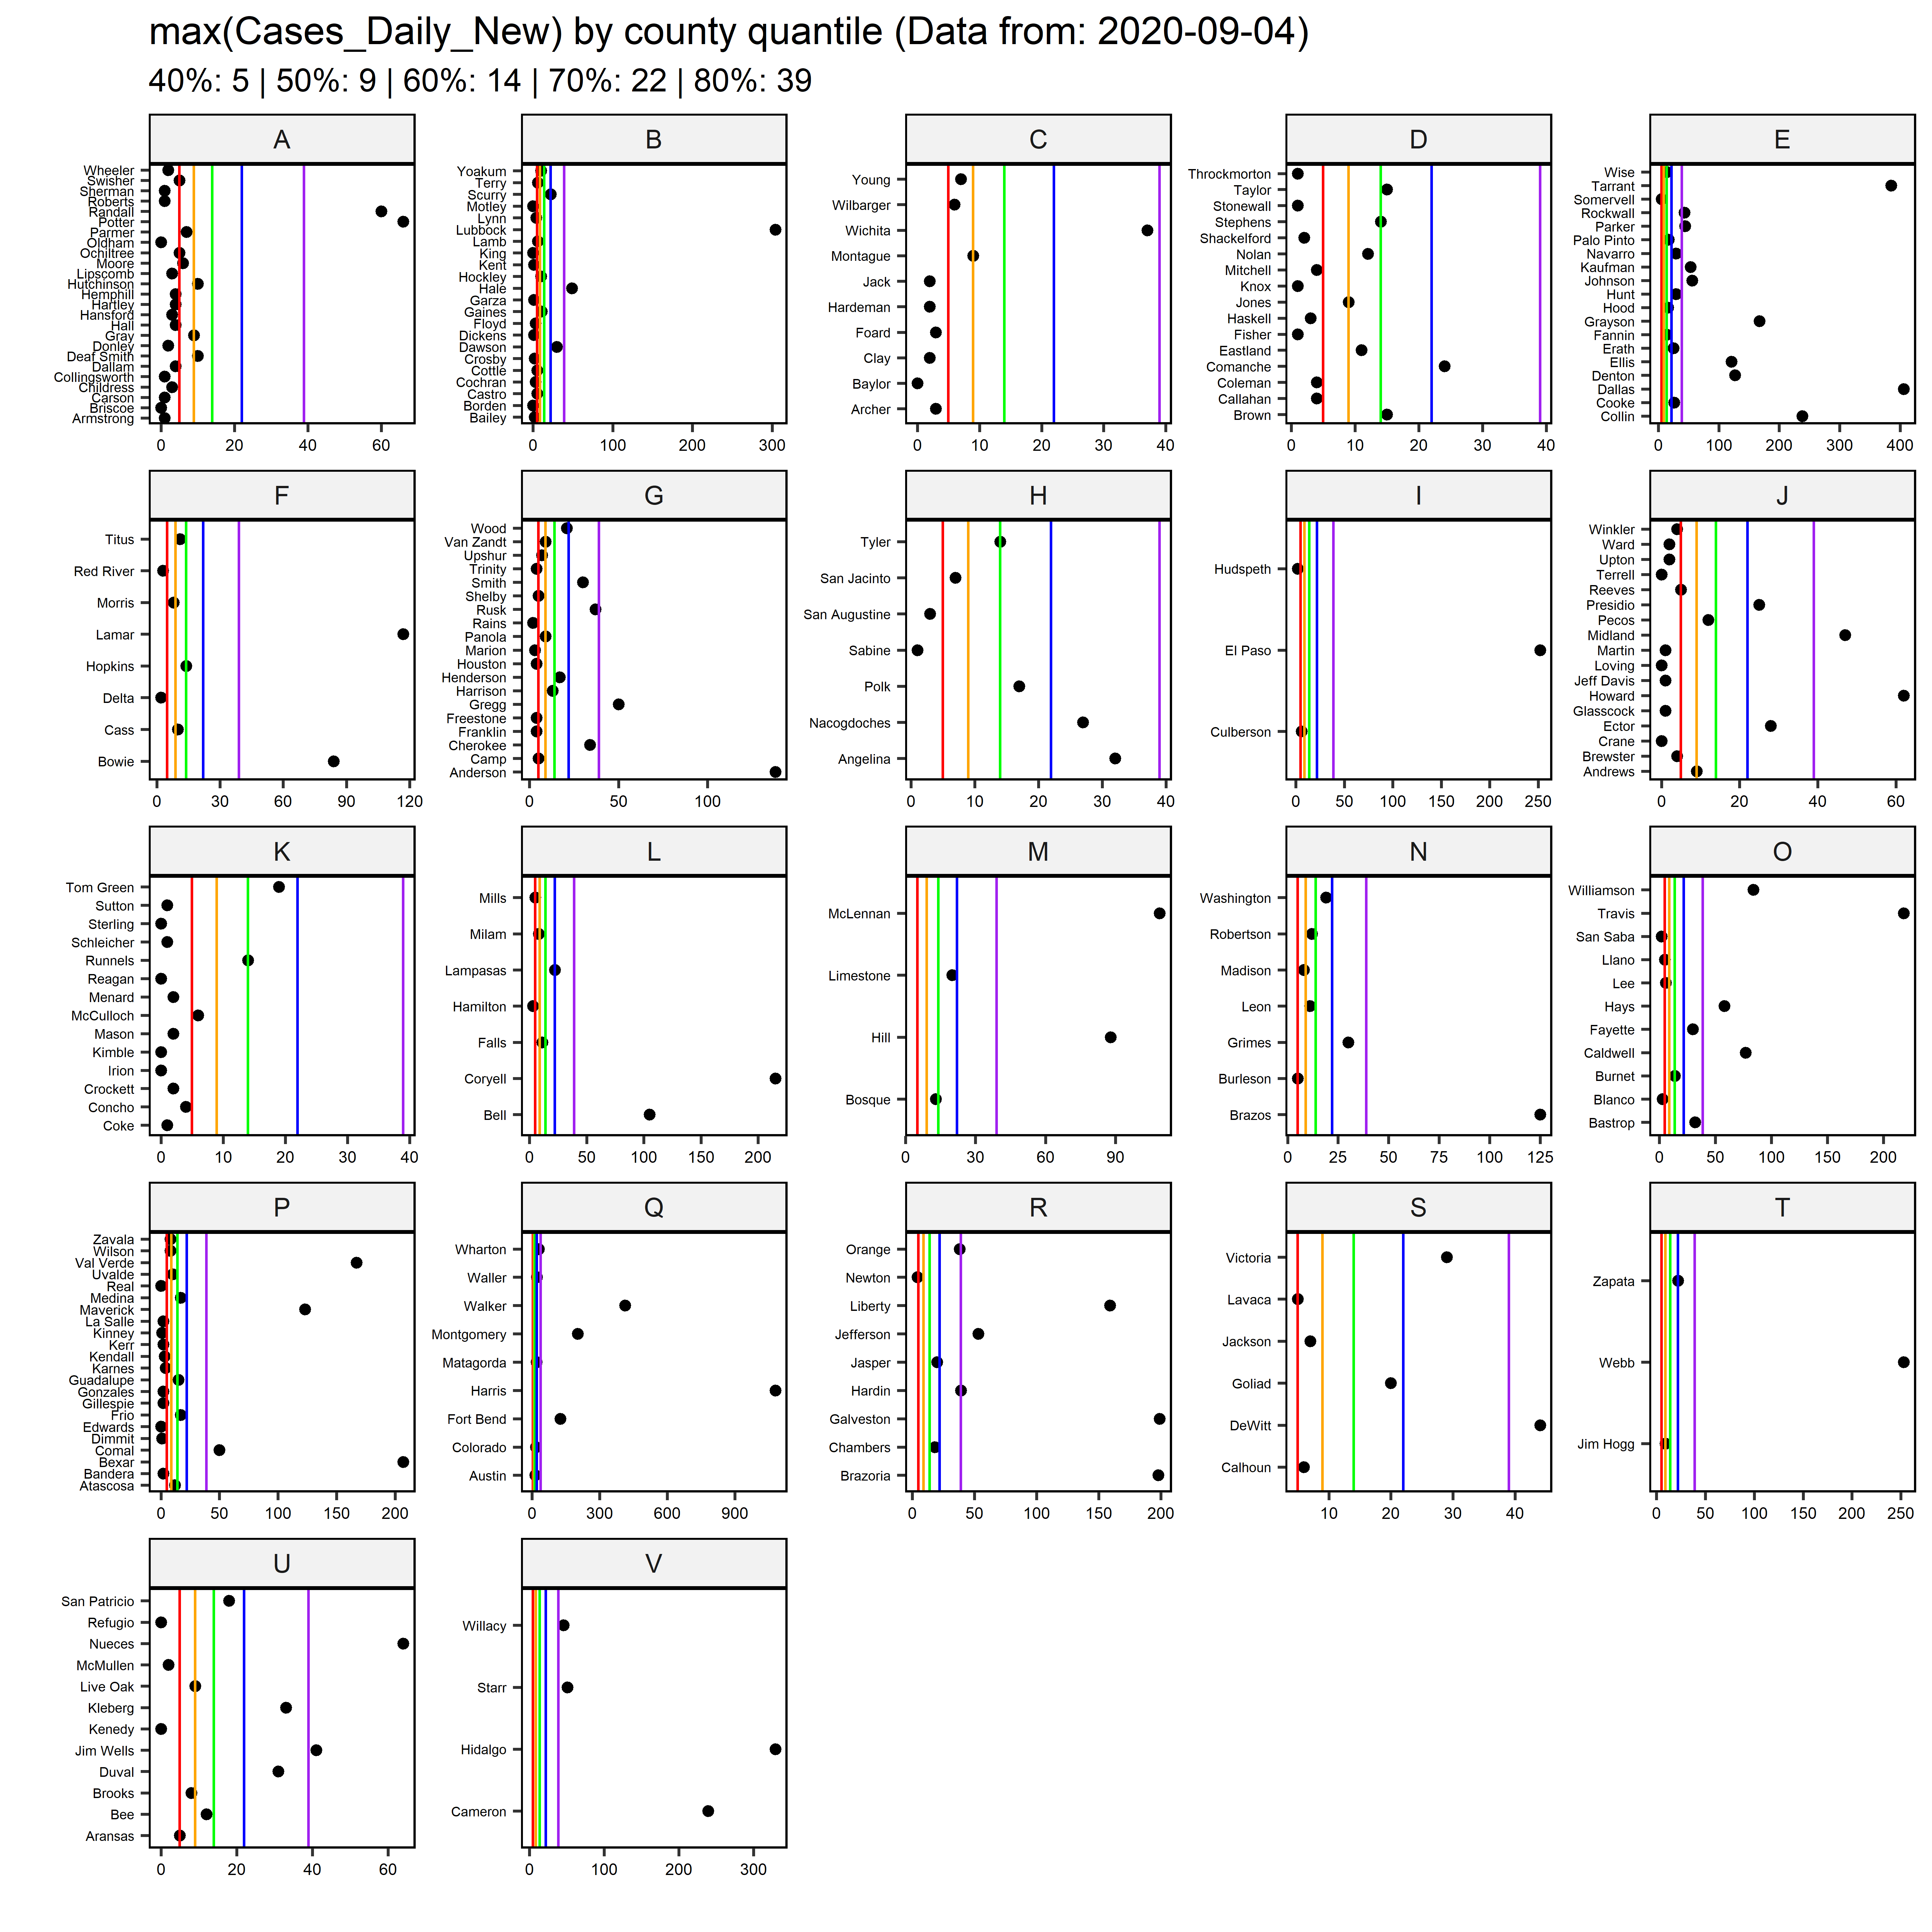 max(Cases_Daily_New) by county quantile (Data from: 2020-09-04)
40%: 5 | 50%: 9 | 60%: 14 | 70%: 22 | 80%: 39
A
Wheeler
Swisher
Sherman
Roberts
Randall
Potter
Parmer
Oldham
Ochiltree
Moore
Lipscomb
Hutchinson
Hemphill
Hartley
Hansford
Hall
Gray
Donley
Deaf Smith
Dallam
Collingsworth
Childress
Carson
Briscoe
Armstrong
0 20 40 60
B
Yoakum
Terry
Scurry
Motley
Lynn
Lubbock
Lamb
King
Kent
Hockley
Hale
Garza
Gaines
Floyd
Dickens
Dawson
Crosby
Cottle
Cochran
Castro
Borden
Bailey
0 100 200 300
C
Young
Wilbarger
Wichita
Montague
Jack
Hardeman
Foard
Clay
Baylor
Archer
0 10 20 30 40
D
Throckmorton
Taylor
Stonewall
Stephens
Shackelford
Nolan
Mitchell
Knox
Jones
Haskell
Fisher
Eastland
Comanche
Coleman
Callahan
Brown
0 10 20 30 40
E
Wise
Tarrant
Somervell
Rockwall
Parker
Palo Pinto
Navarro
Kaufman
Johnson
Hunt
Hood
Grayson
Fannin
Erath
Ellis
Denton
Dallas
Cooke
Collin
0 100 200 300 400
F
Titus
Red River
Morris
Lamar
Hopkins
Delta
Cass
Bowie
0 30 60 90 120
G
Wood
Van Zandt
Upshur
Trinity
Smith
Shelby
Rusk
Rains
Panola
Marion
Houston
Henderson
Harrison
Gregg
Freestone
Franklin
Cherokee
Camp
Anderson
0 50 100
H
Tyler
San Jacinto
San Augustine
Sabine
Polk
Nacogdoches
Angelina
0 10 20 30 40
I
Hudspeth
El Paso
Culberson
0 50 100 150 200 250
J
Winkler
Ward
Upton
Terrell
Reeves
Presidio
Pecos
Midland
Martin
Loving
Jeff Davis
Howard
Glasscock
Ector
Crane
Brewster
Andrews
0 20 40 60
K
Tom Green
Sutton
Sterling
Schleicher
Runnels
Reagan
Menard
McCulloch
Mason
Kimble
Irion
Crockett
Concho
Coke
0 10 20 30 40
L
Mills
Milam
Lampasas
Hamilton
Falls
Coryell
Bell
0 50 100 150 200
M
McLennan
Limestone
Hill
Bosque
0 30 60 90
N
Washington
Robertson
Madison
Leon
Grimes
Burleson
Brazos
0 25 50 75 100 125
O
Williamson
Travis
San Saba
Llano
Lee
Hays
Fayette
Caldwell
Burnet
Blanco
Bastrop
0 50 100 150 200
P
Zavala
Wilson
Val Verde
Uvalde
Real
Medina
Maverick
La Salle
Kinney
Kerr
Kendall
Karnes
Guadalupe
Gonzales
Gillespie
Frio
Edwards
Dimmit
Comal
Bexar
Bandera
Atascosa
0 50 100 150 200
Q
Wharton
Waller
Walker
Montgomery
Matagorda
Harris
Fort Bend
Colorado
Austin
0 300 600 900
R
Orange
Newton
Liberty
Jefferson
Jasper
Hardin
Galveston
Chambers
Brazoria
0 50 100 150 200
S
Victoria
Lavaca
Jackson
Goliad
DeWitt
Calhoun
10 20 30 40
T
Zapata
Webb
Jim Hogg
0 50 100 150 200 250
U
San Patricio
Refugio
Nueces
McMullen
Live Oak
Kleberg
Kenedy
Jim Wells
Duval
Brooks
Bee
Aransas
0 20 40 60
V
Willacy
Starr
Hidalgo
Cameron
0 100 200 300